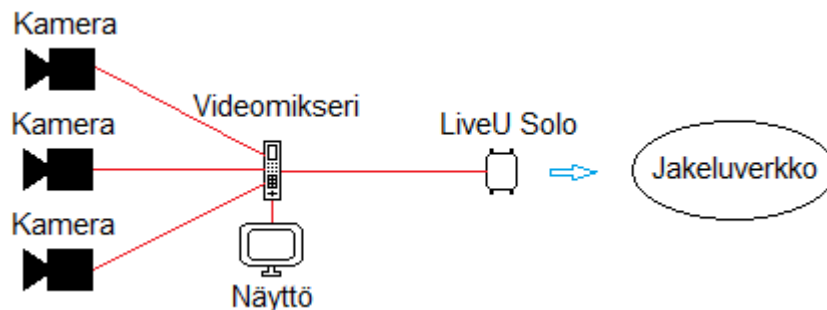 Kamera
Videomikseri
Kamera
LiveU Solo
Jakeluverkko
Kamera
Näyttö